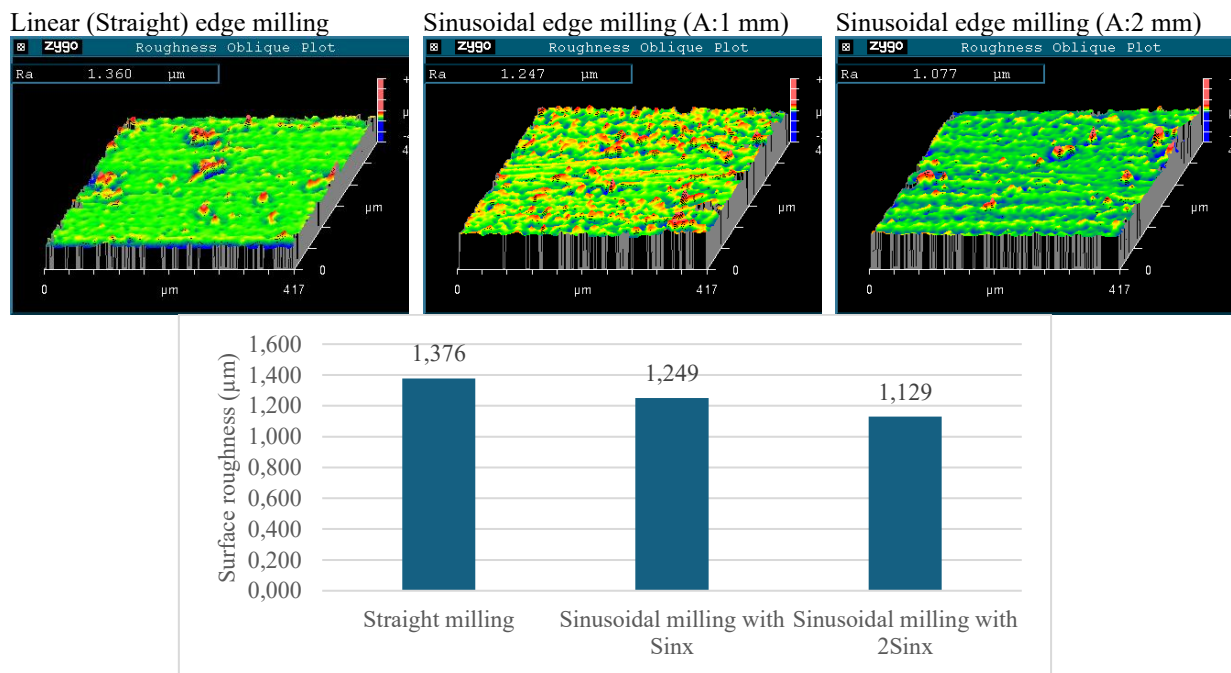 Linear (Straight) edge milling
Sinusoidal edge milling (A:1 mm)
Sinusoidal edge milling (A:2 mm)
zygo Roughness Oblique Plot
Ra 1.360 µm
+
µ
-
4
µm
0
0 µm 417
zygo Roughness Oblique Plot
Ra 1.247 µm
+
µ
-
4
µm
0
0 µm 417
zygo Roughness Oblique Plot
Ra 1.077 µm
+
µ
-
4
µm
0
0 µm 417
Surface roughness (µm)
1,600
1,400
1,200
1,000
0,800
0,600
0,400
0,200
0,000
1,376
1,249
1,129
Straight milling
Sinusoidal milling with
Sinx
Sinusoidal milling with
2Sinx